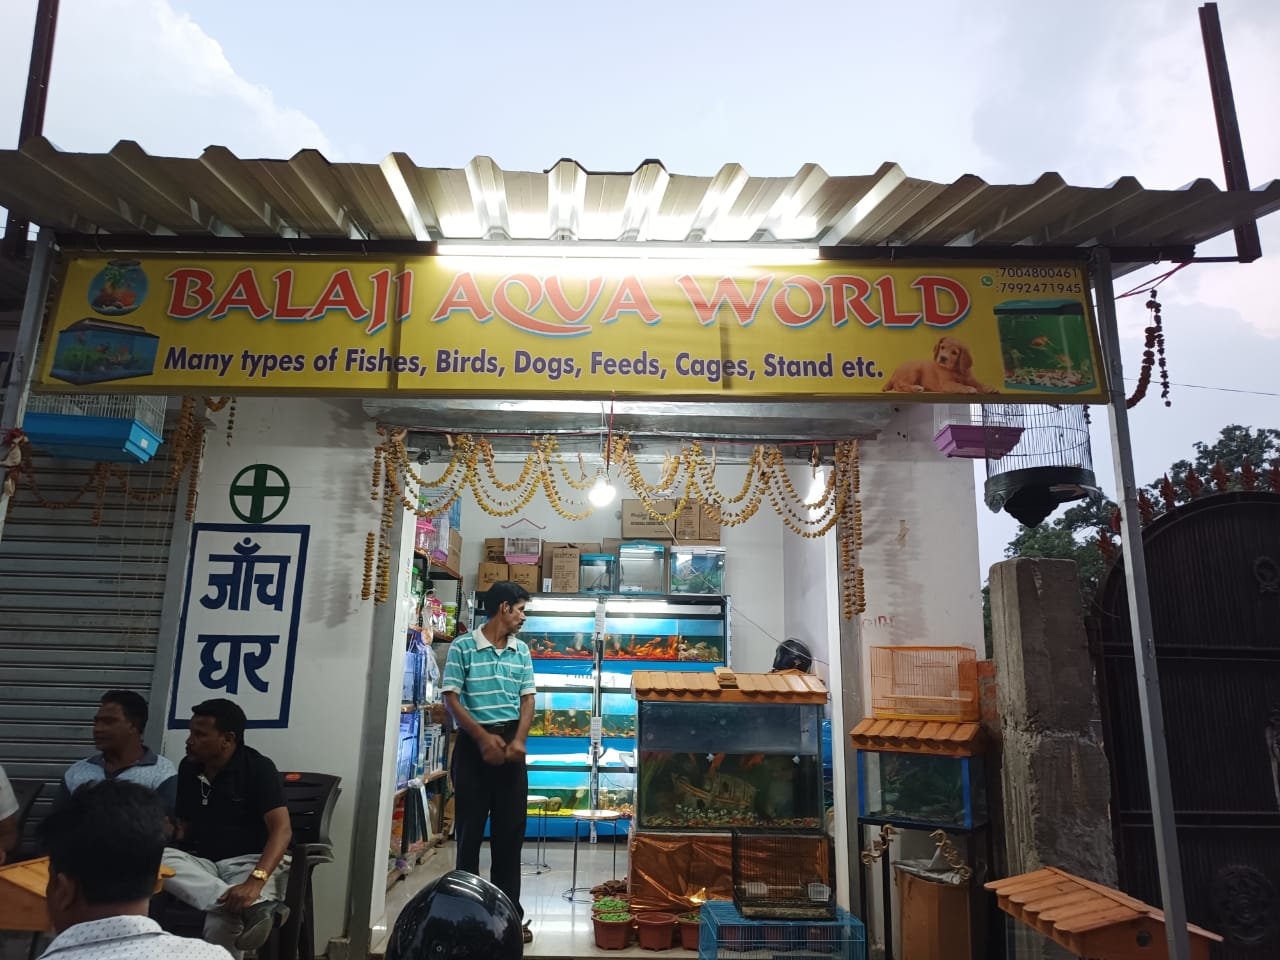 BALAJI AQUA WORLD
:7004800461
:7992471945
Many types of Fishes, Birds, Dogs, Feeds, Cages, Stand etc.
जाँच
घर